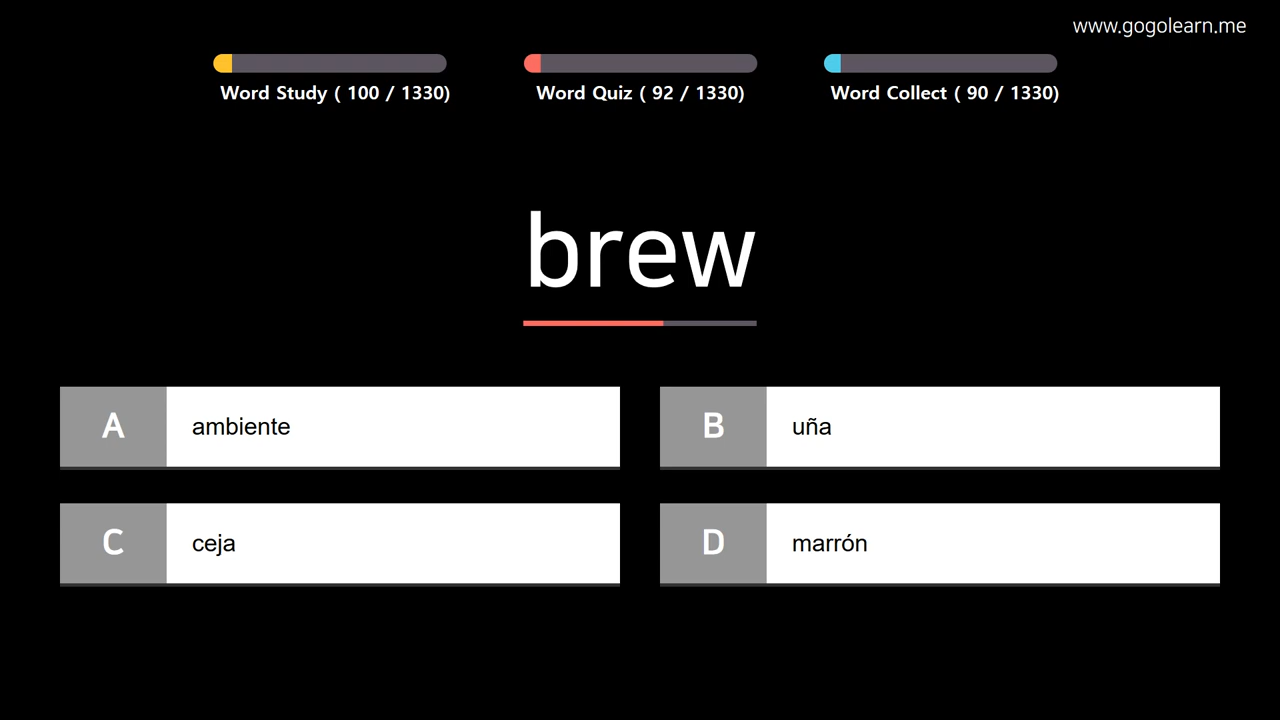 www.gogolearn.me
Word Study ( 100 / 1330)
Word Quiz ( 92 / 1330)
Word Collect ( 90 / 1330)
brew
A ambiente
B uña
C ceja
D marrón